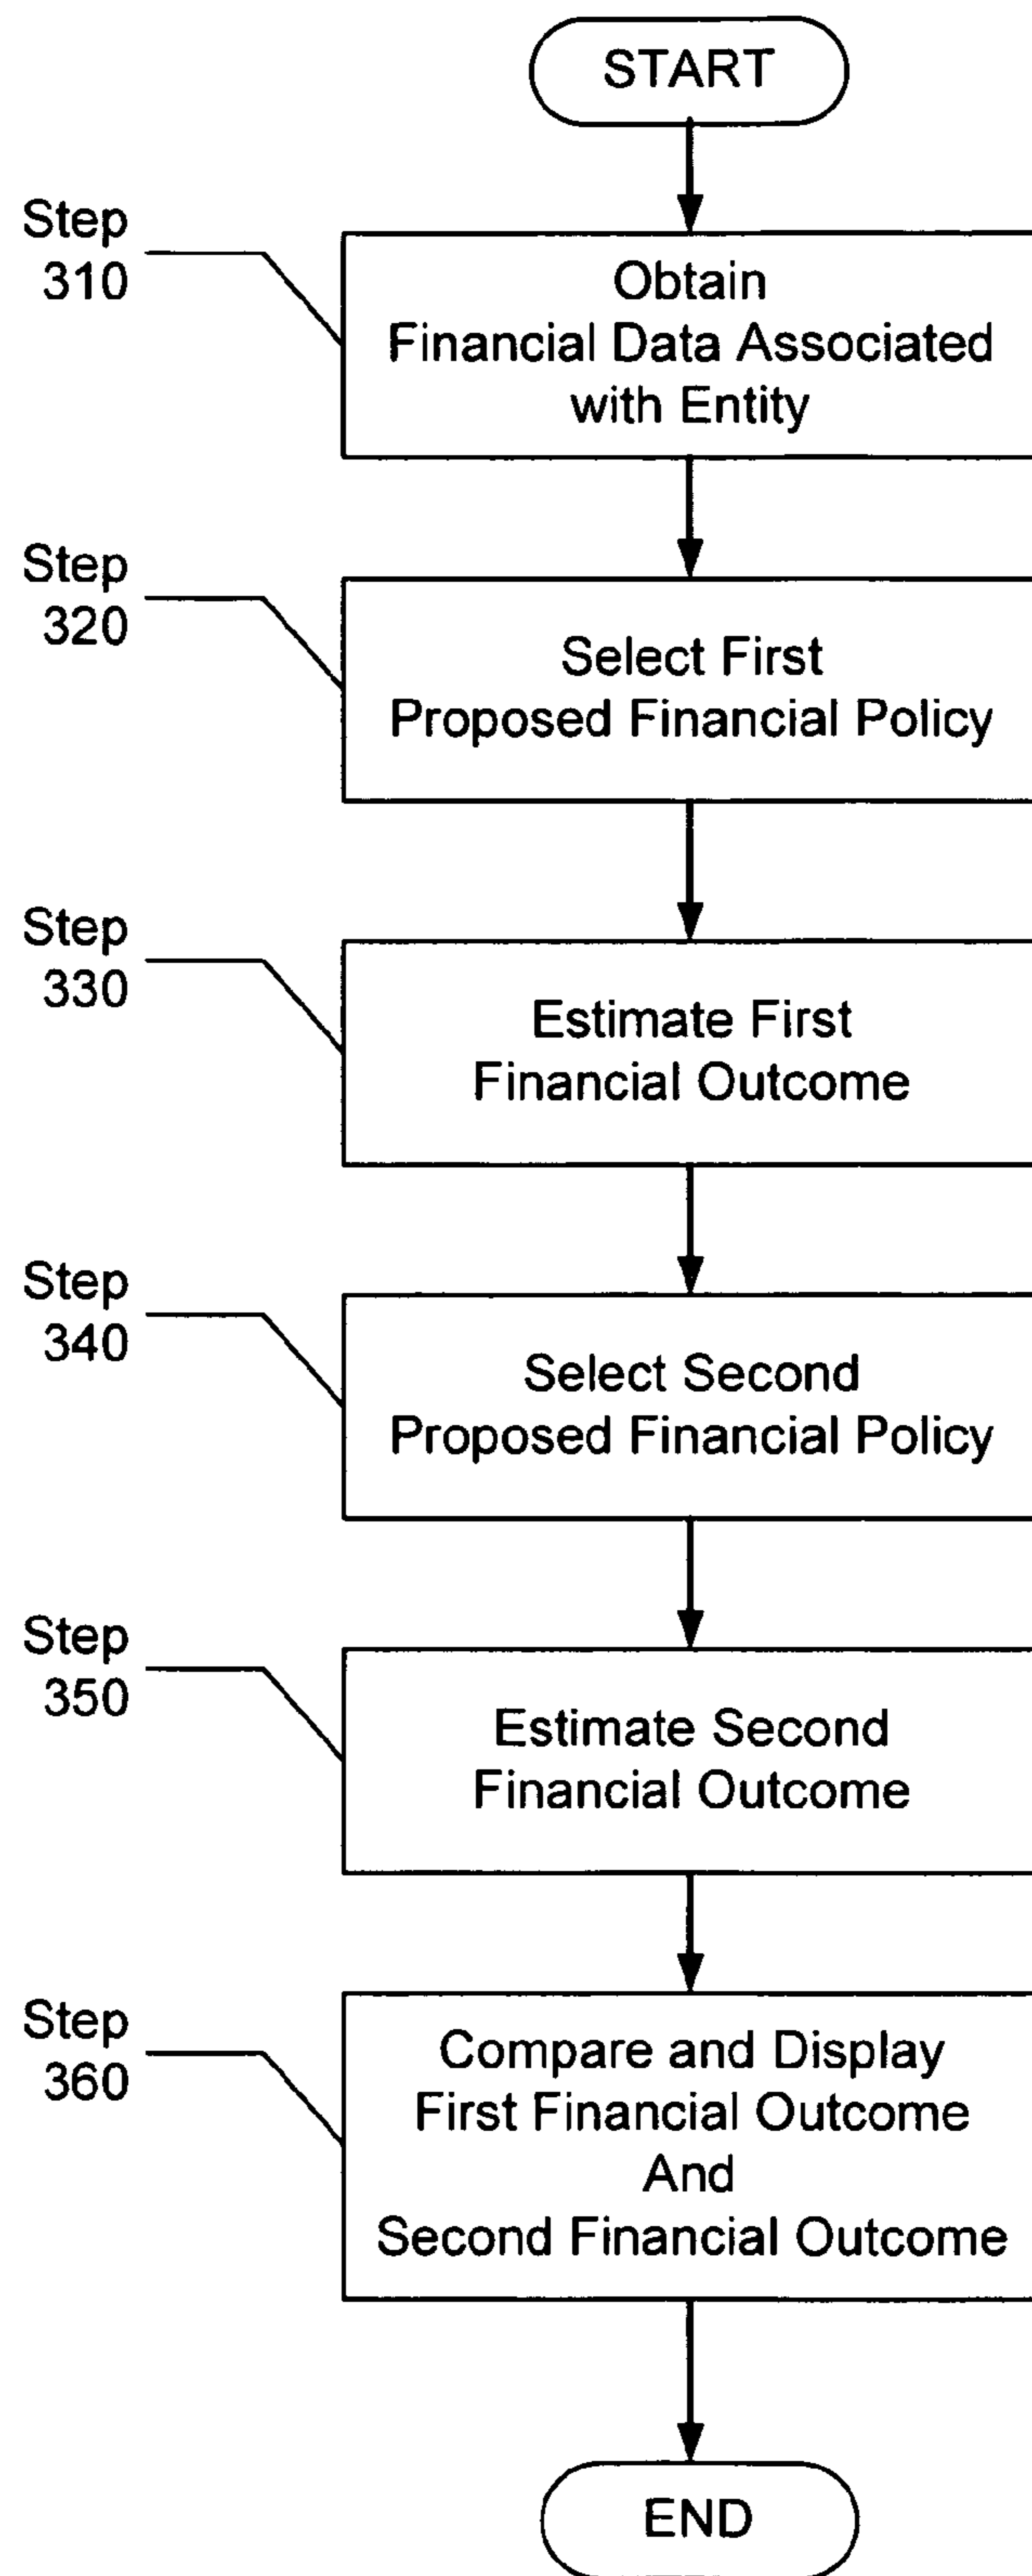 START
Step
310
Obtain
Financial Data Associated
with Entity
Step
320
Select First
Proposed Financial Policy
Step
330
Estimate First
Financial Outcome
Step
340
Select Second
Proposed Financial Policy
Step
350
Estimate Second
Financial Outcome
Step
360
Compare and Display
First Financial Outcome
And
Second Financial Outcome
END